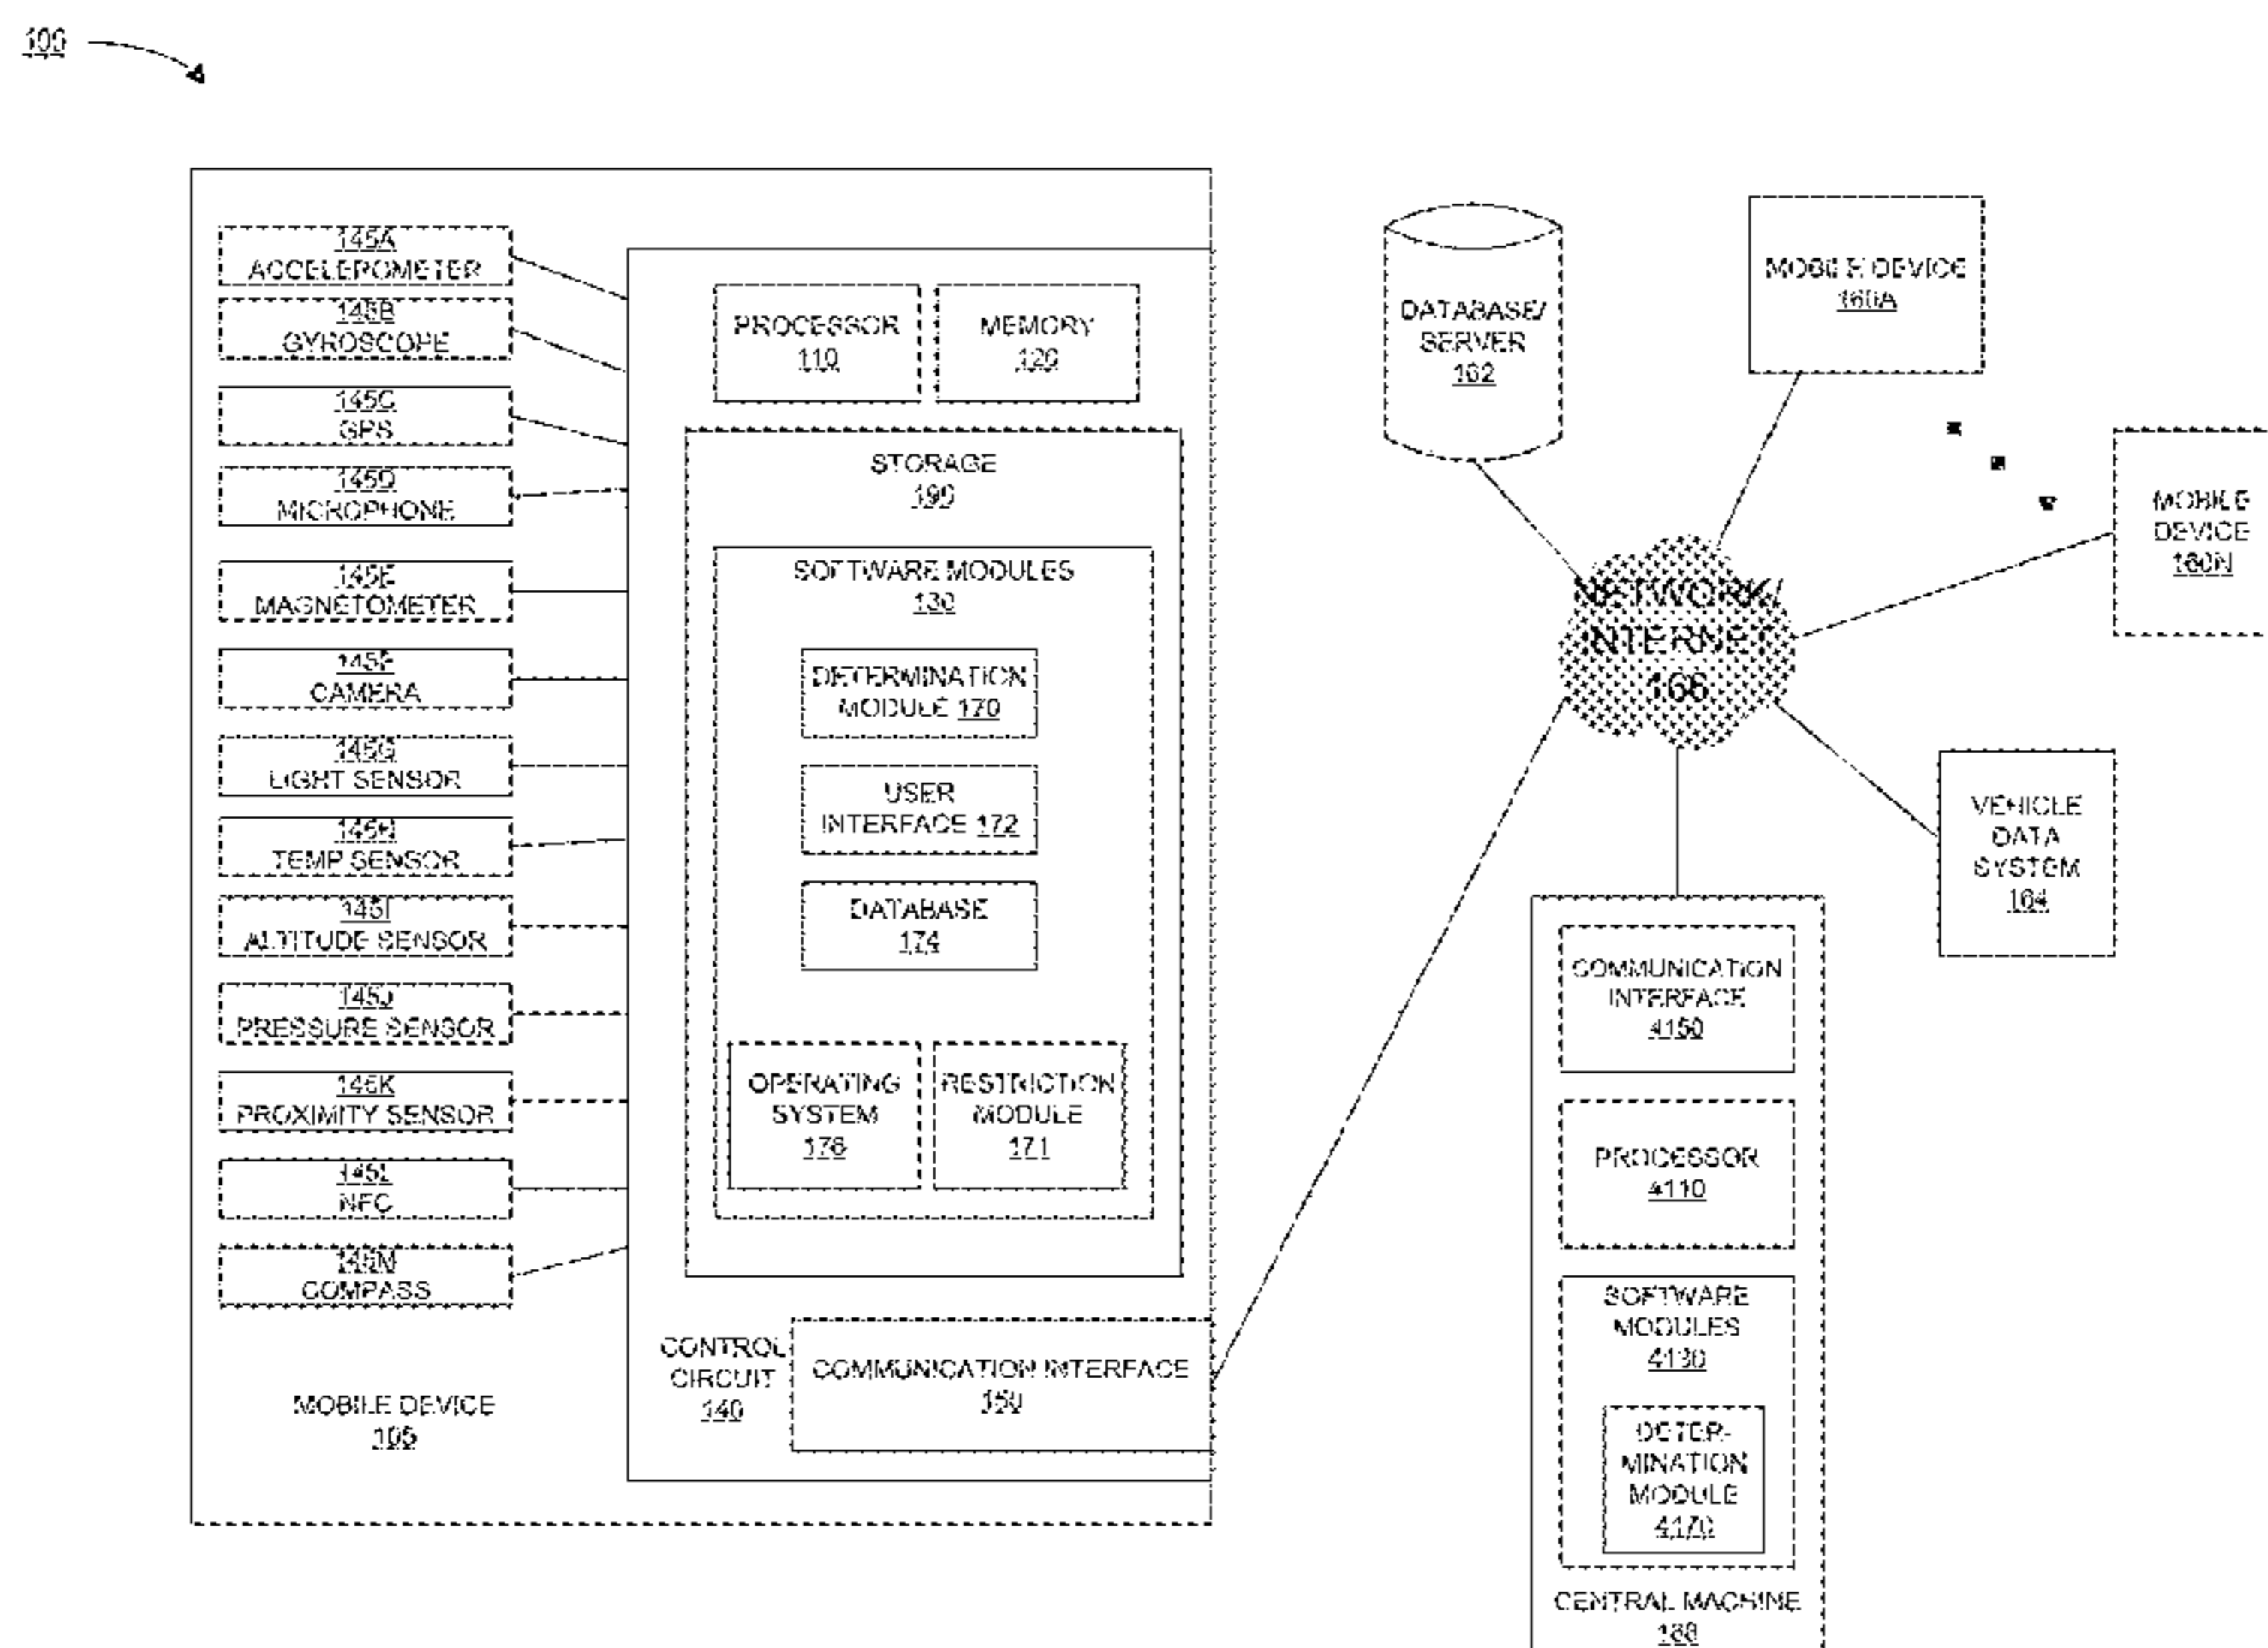 100
145A
ACCELEROMETER
145B
GYROSCOPE
145C
GPS
145D
MICROPHONE
145E
MAGNETOMETER
145F
CAMERA
145G
LIGHT SENSOR
145H
TEMP SENSOR
145I
ALTITUDE SENSOR
145J
PRESSURE SENSOR
145K
PROXIMITY SENSOR
145L
NFC
145M
COMPASS
MOBILE DEVICE
105
PROCESSOR
110
MEMORY
120
STORAGE
190
SOFTWARE MODULES
130
DETERMINATION
MODULE 170
USER
INTERFACE 172
DATABASE
174
OPERATING
SYSTEM
176
RESTRICTION
MODULE
171
CONTROL
CIRCUIT
140
COMMUNICATION INTERFACE
150
DATABASE/
SERVER
162
MOBILE DEVICE
160A
MOBILE
DEVICE
160N
NETWORK/
INTERNET
166
VEHICLE
DATA
SYSTEM
164
COMMUNICATION
INTERFACE
4150
PROCESSOR
4110
SOFTWARE
MODULES
4130
DETER-
MINATION
MODULE
4170
CENTRAL MACHINE
168